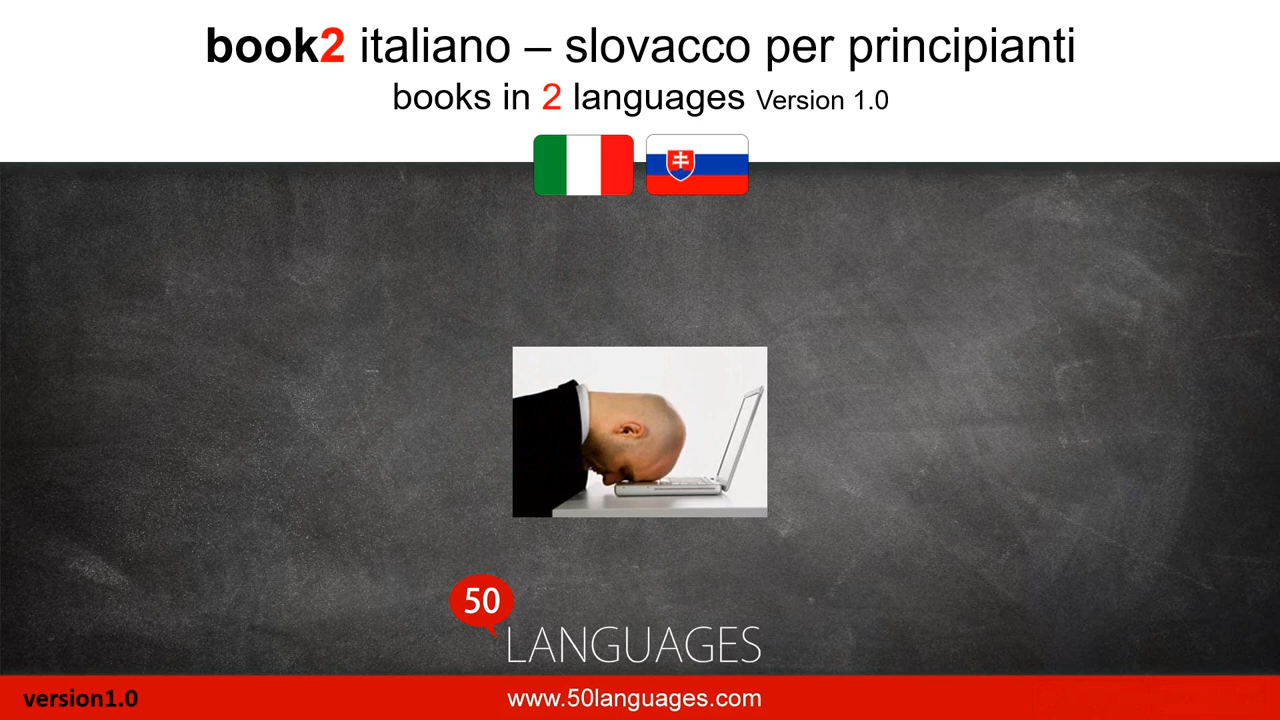 book2 italiano – slovacco per principianti
books in 2 languages Version 1.0
50
LANGUAGES
version1.0
www.50languages.com